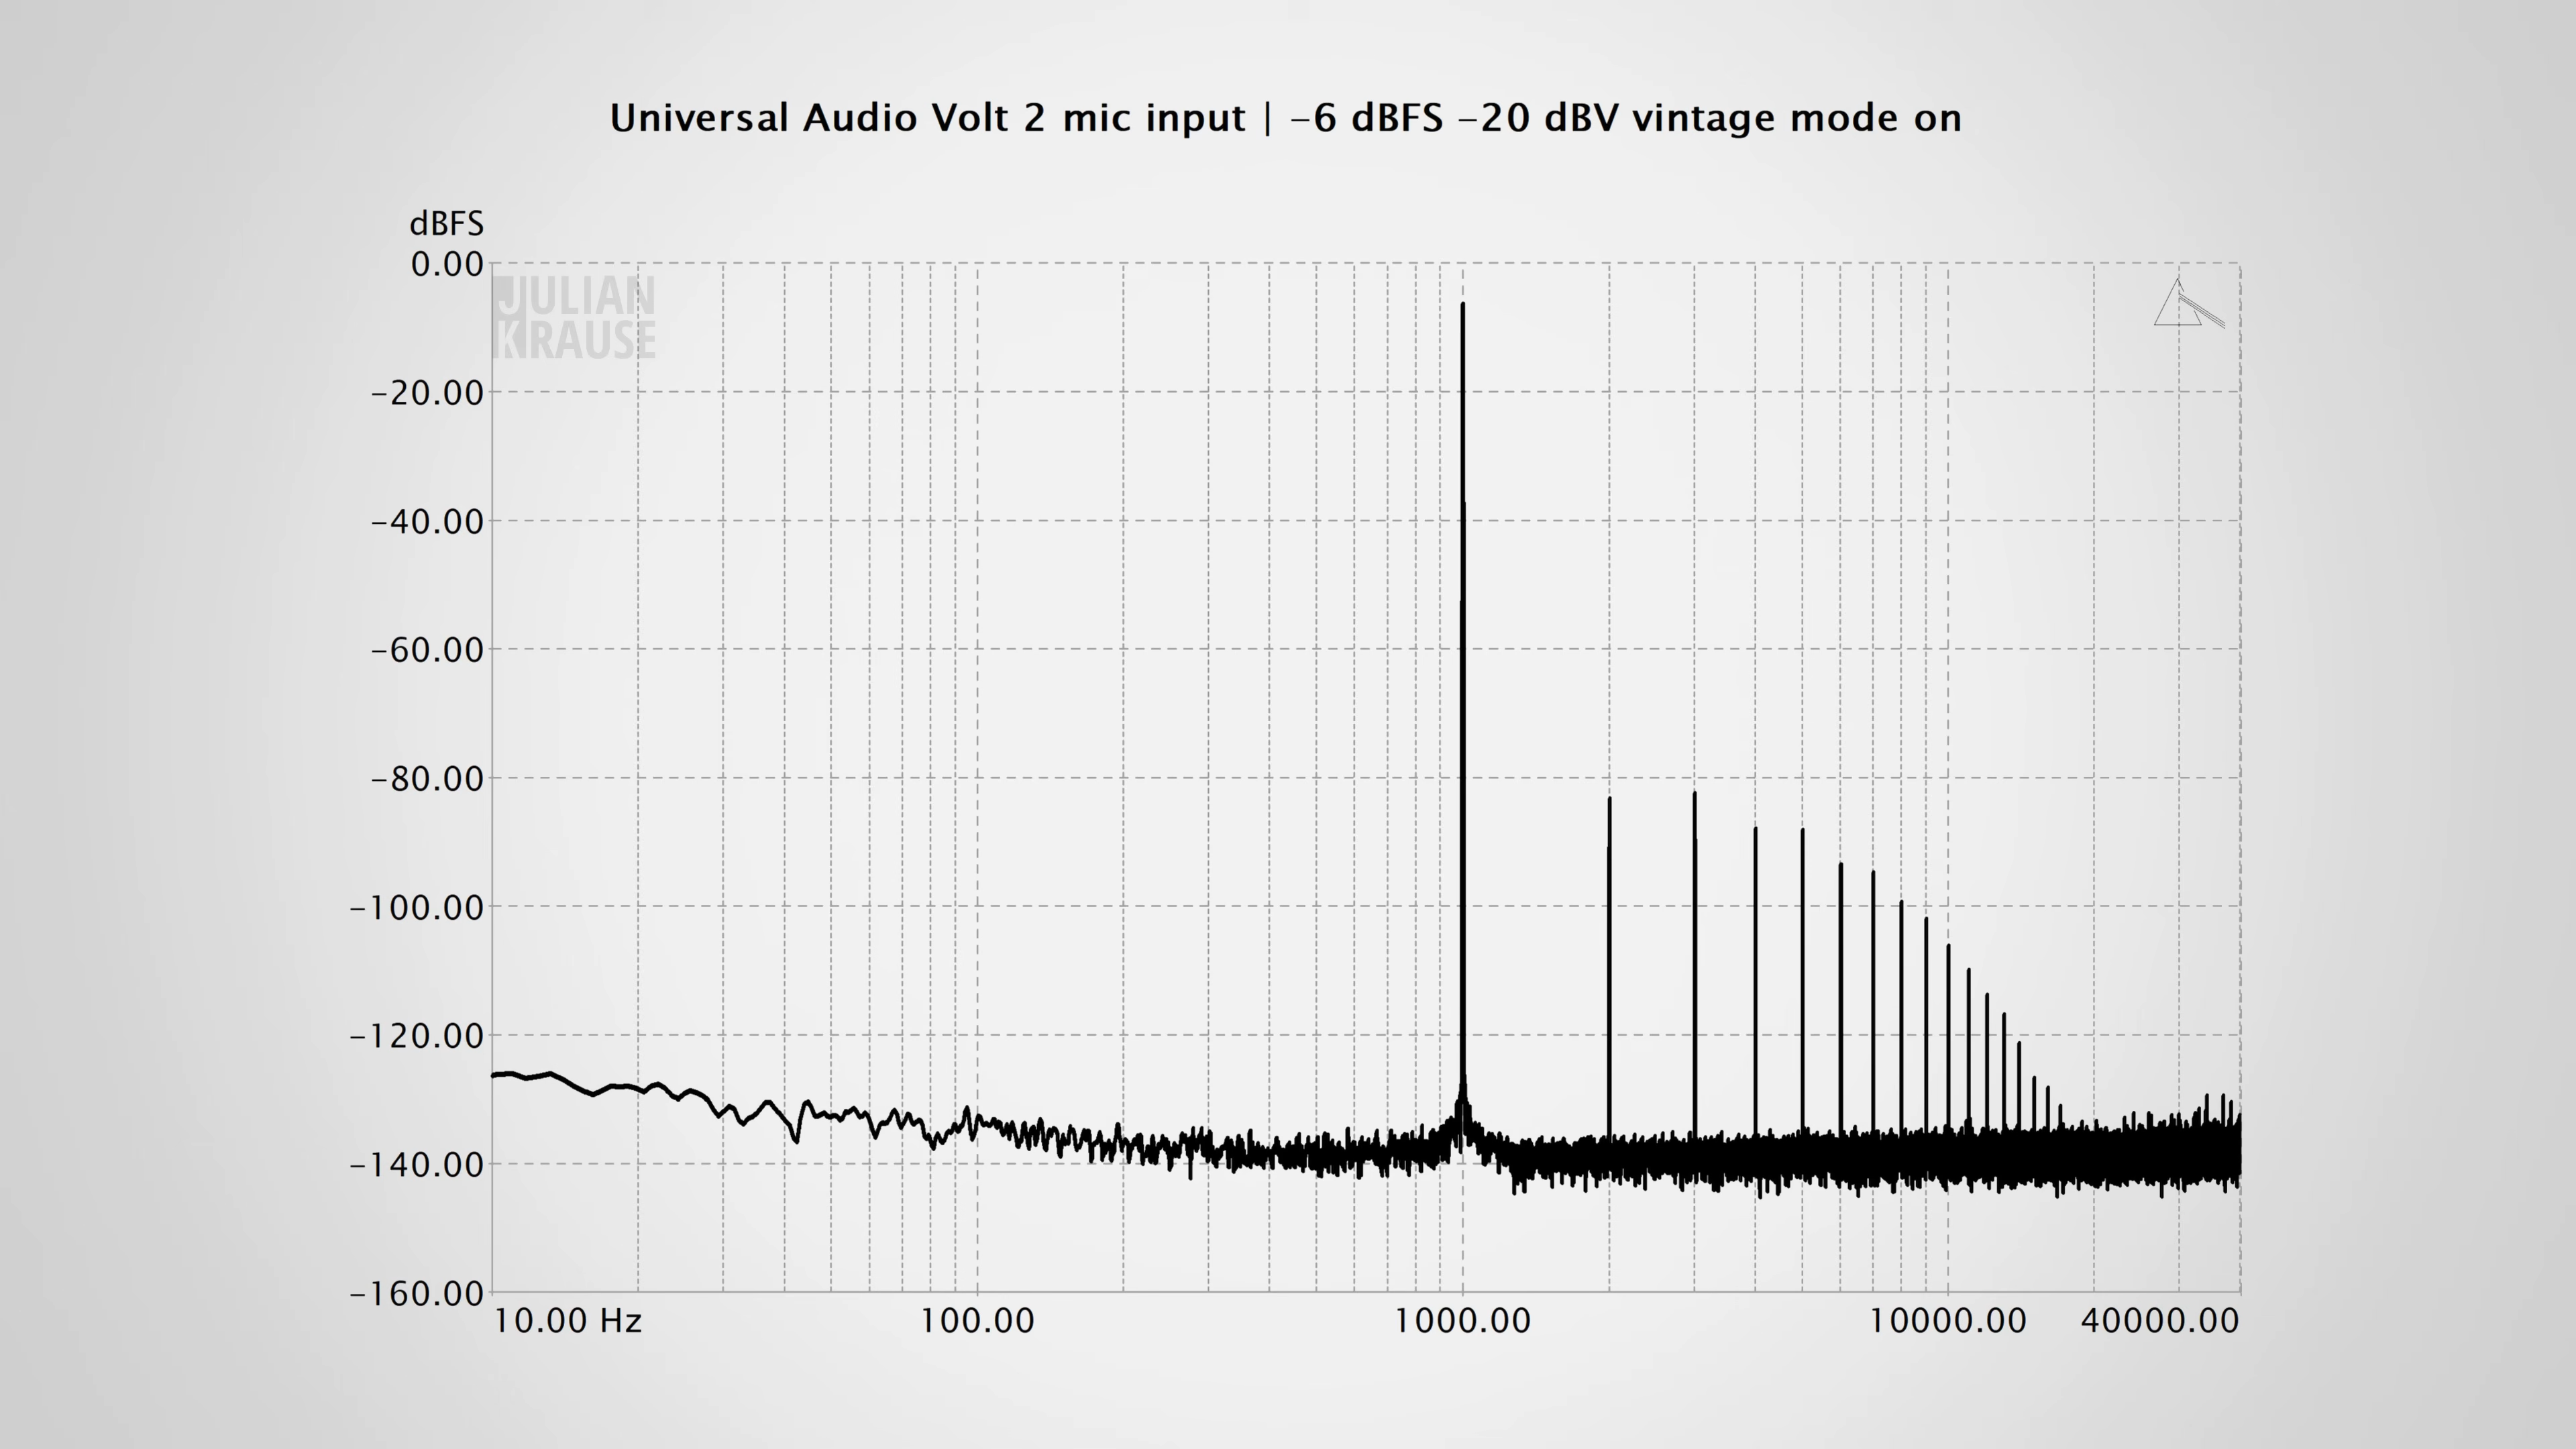 Universal Audio Volt 2 mic input | −6 dBFS −20 dBV vintage mode on
dBFS
0.00
JULIAN
KRAUSE
−20.00
−40.00
−60.00
−80.00
−100.00
−120.00
−140.00
−160.00
10.00 Hz 100.00 1000.00 10000.00 40000.00